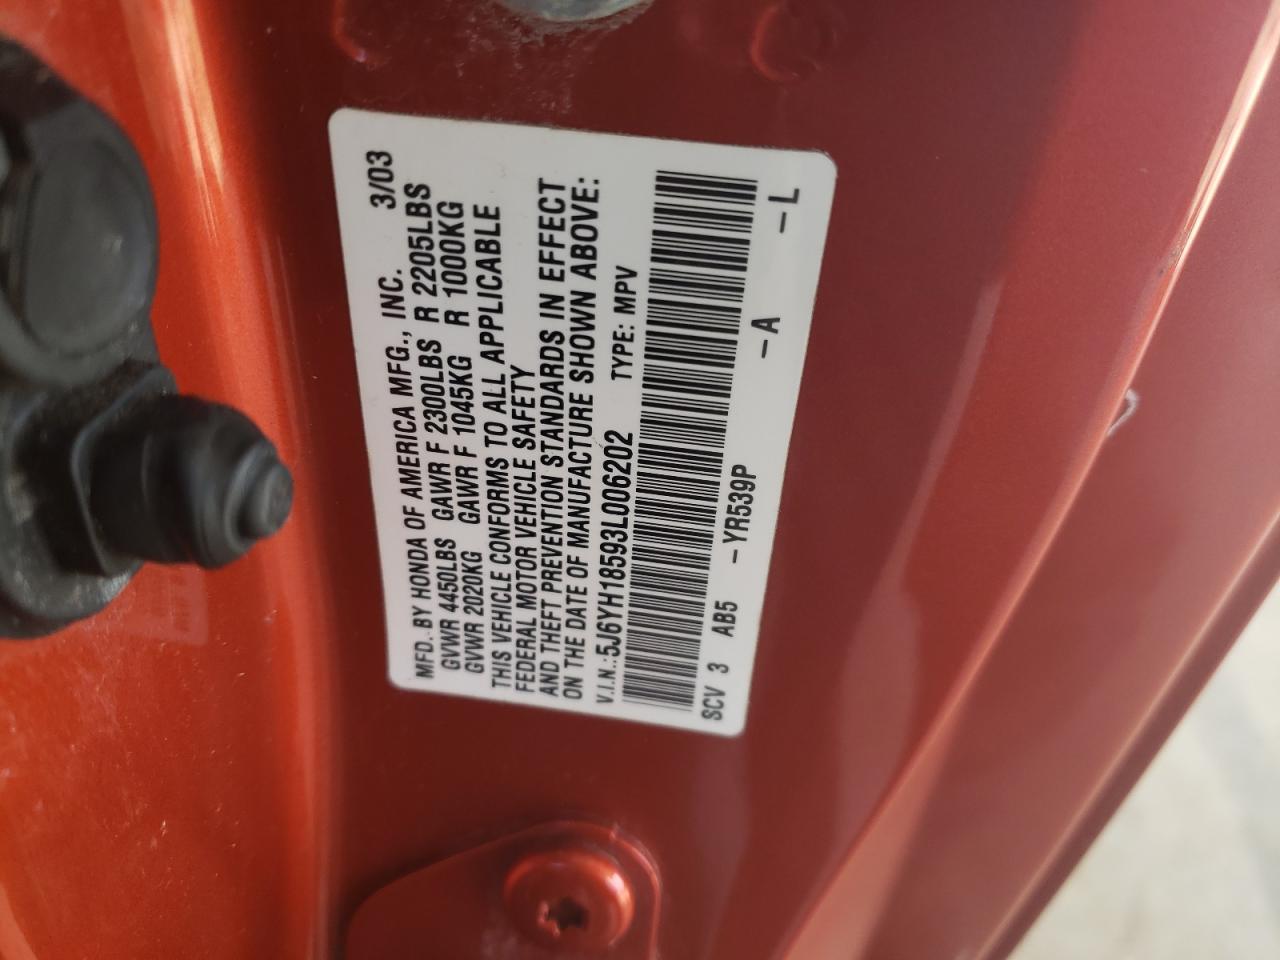 MFD. BY HONDA OF AMERICA MFG., INC. 3/03
GVWR 4450LBS GAWR F 2300LBS R 2205LBS
GVWR 2020KG GAWR F 1045KG R 1000KG
THIS VEHICLE CONFORMS TO ALL APPLICABLE
FEDERAL MOTOR VEHICLE SAFETY
AND THEFT PREVENTION STANDARDS IN EFFECT
ON THE DATE OF MANUFACTURE SHOWN ABOVE:
V.I.N.:5J6YH18593L006202 TYPE: MPV
SCV 3 AB5 -YR539P -A -L